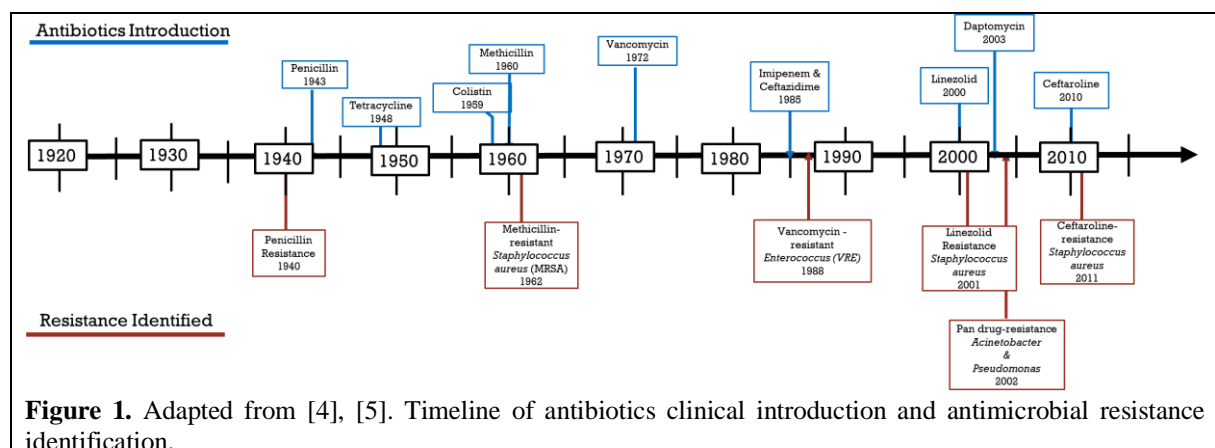 Antibiotics Introduction
Penicillin
1943
Tetracycline
1948
Colistin
1959
Methicillin
1960
Vancomycin
1972
Imipenem &
Ceftazidime
1985
Linezolid
2000
Daptomycin
2003
Ceftaroline
2010
1920
1930
1940
1950
1960
1970
1980
1990
2000
2010
Penicillin
Resistance
1940
Methicillin-
resistant
Staphylococcus
aureus (MRSA)
1962
Vancomycin -
resistant
Enterococcus (VRE)
1988
Linezolid
Resistance
Staphylococcus
aureus
2001
Pan drug-resistance
Acinetobacter
&
Pseudomonas
2002
Ceftaroline-
resistance
Staphylococcus
aureus
2011
Resistance Identified
Figure 1. Adapted from [4], [5]. Timeline of antibiotics clinical introduction and antimicrobial resistance
identification.